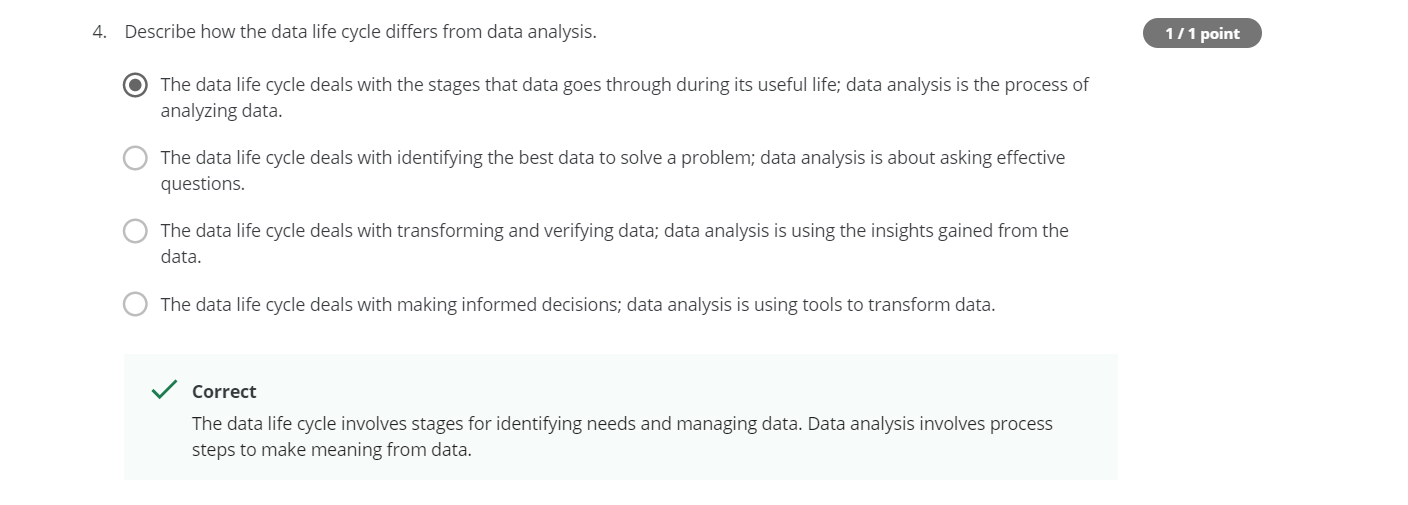 4. Describe how the data life cycle differs from data analysis.
1 / 1 point
The data life cycle deals with the stages that data goes through during its useful life; data analysis is the process of
analyzing data.
The data life cycle deals with identifying the best data to solve a problem; data analysis is about asking effective
questions.
The data life cycle deals with transforming and verifying data; data analysis is using the insights gained from the
data.
The data life cycle deals with making informed decisions; data analysis is using tools to transform data.
Correct
The data life cycle involves stages for identifying needs and managing data. Data analysis involves process
steps to make meaning from data.